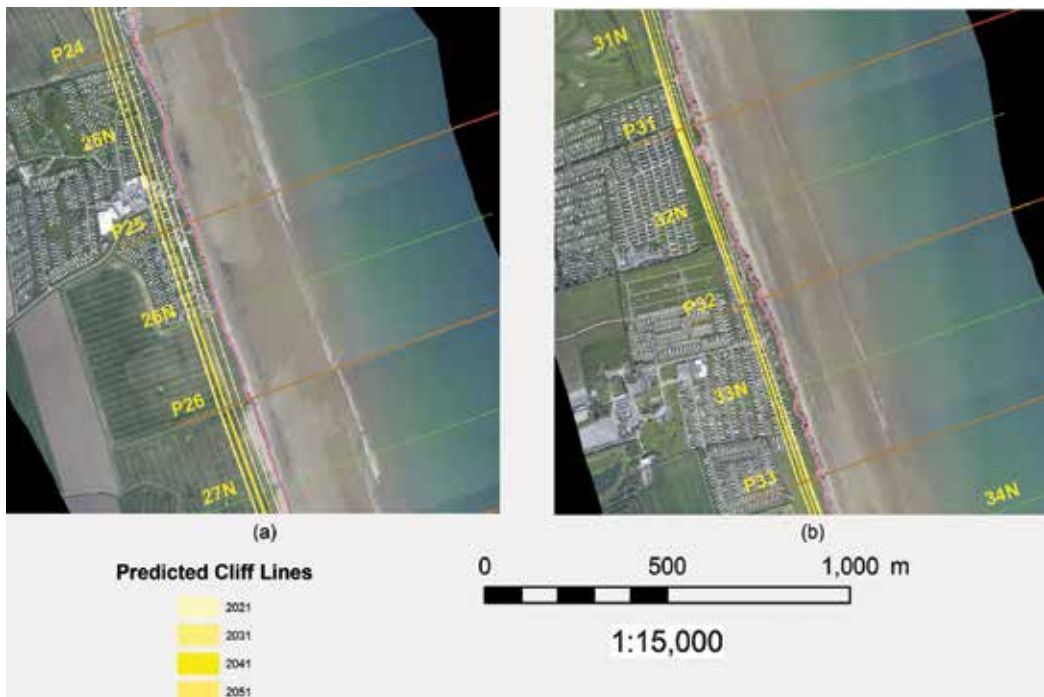 P24
26N
P25
26N
P26
27N
(a)
31N
P31
32N
P32
33N
P33
34N
(b)
Predicted Cliff Lines
2021
2031
2041
2051
0 500 1,000 m
1:15,000